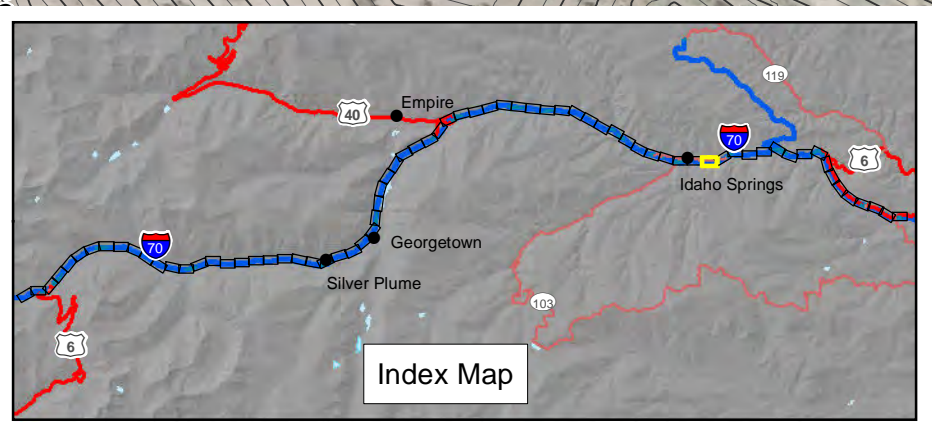 119
40
Empire
70
6
Idaho Springs
70
Georgetown
Silver Plume
103
6
Index Map